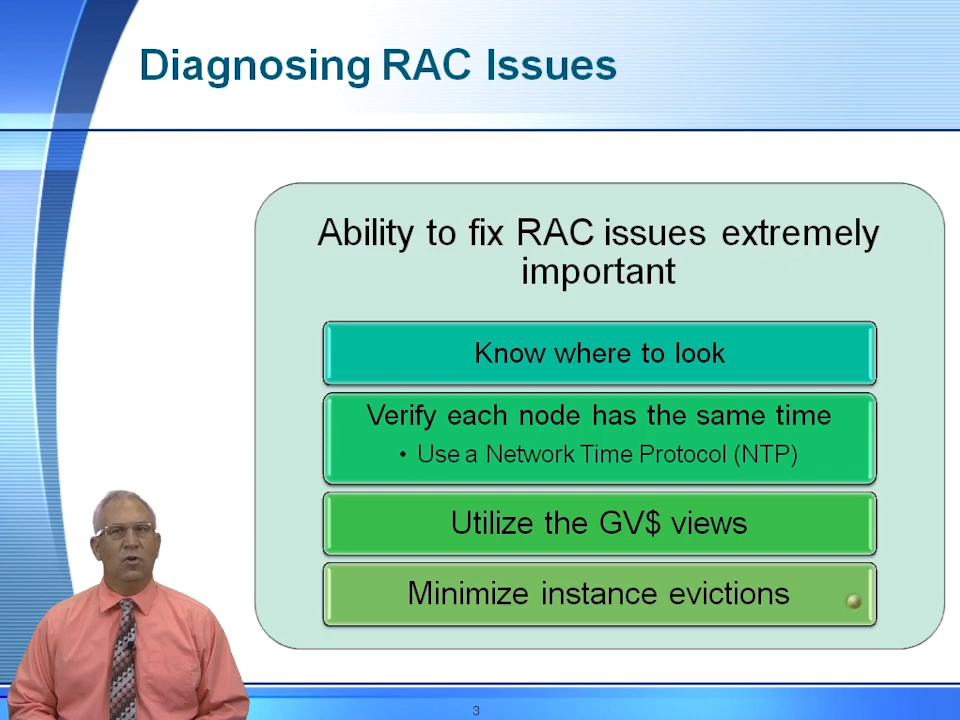 Diagnosing RAC Issues
Ability to fix RAC issues extremely
important
Know where to look
Verify each node has the same time
• Use a Network Time Protocol (NTP)
Utilize the GV$ views
Minimize instance evictions
3